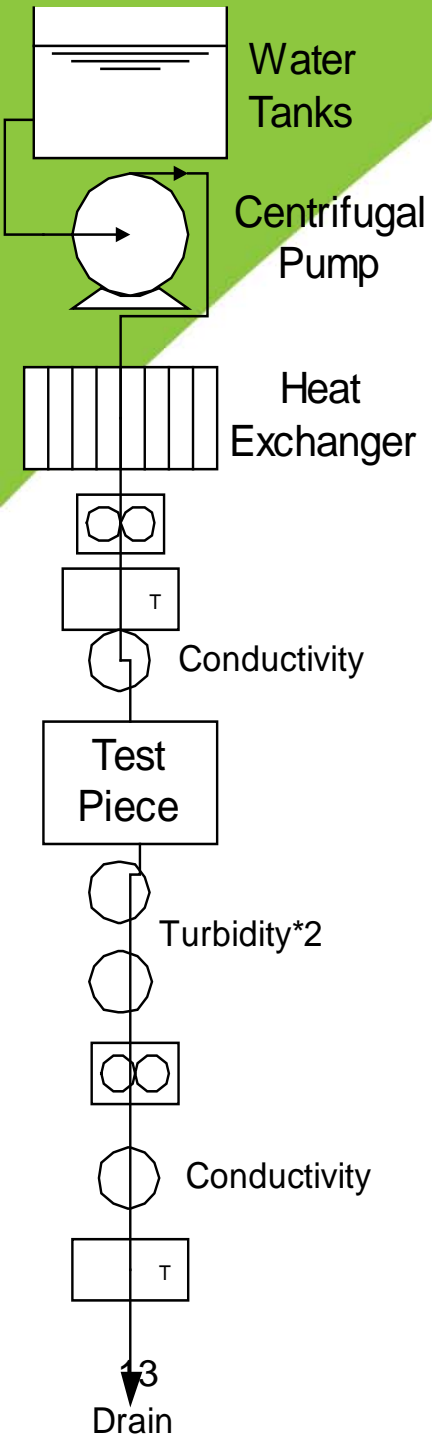 Water
Tanks
Centrifugal
Pump
Heat
Exchanger
T
Conductivity
Test
Piece
Turbidity*2
Conductivity
T
13
Drain